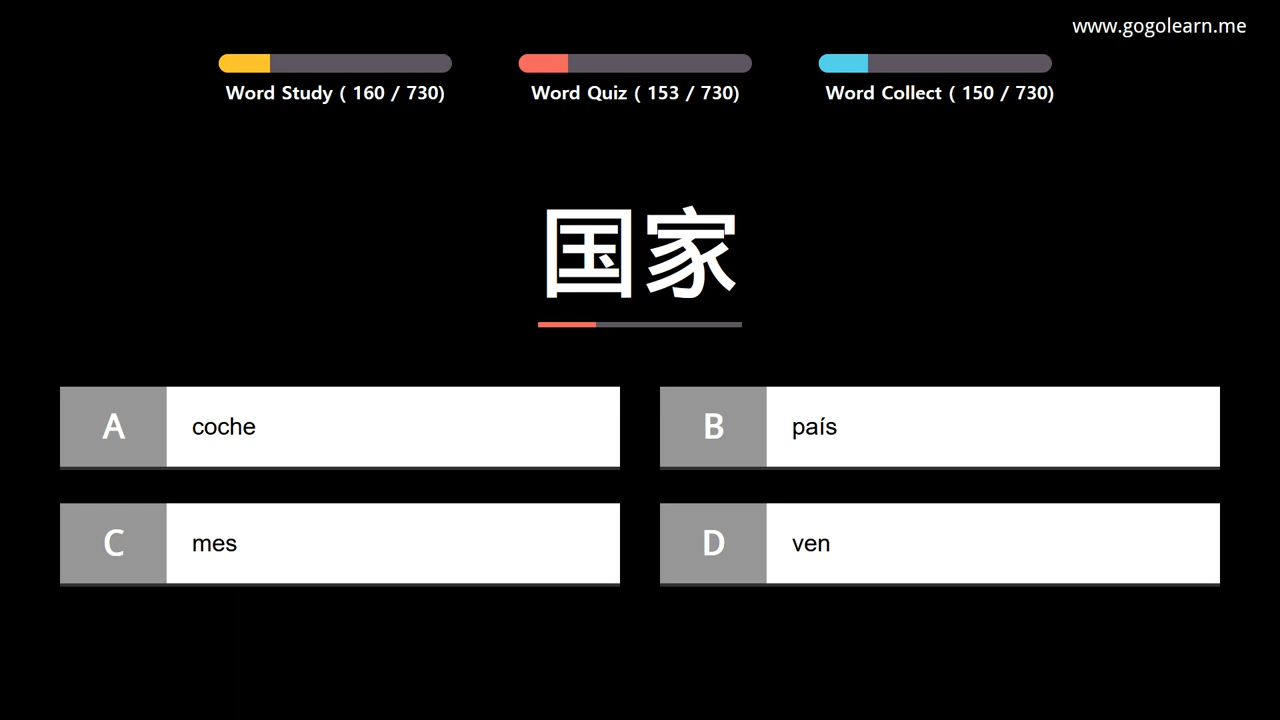 www.gogolearn.me
Word Study ( 160 / 730)
Word Quiz ( 153 / 730)
Word Collect ( 150 / 730)
国家
A coche
B país
C mes
D ven